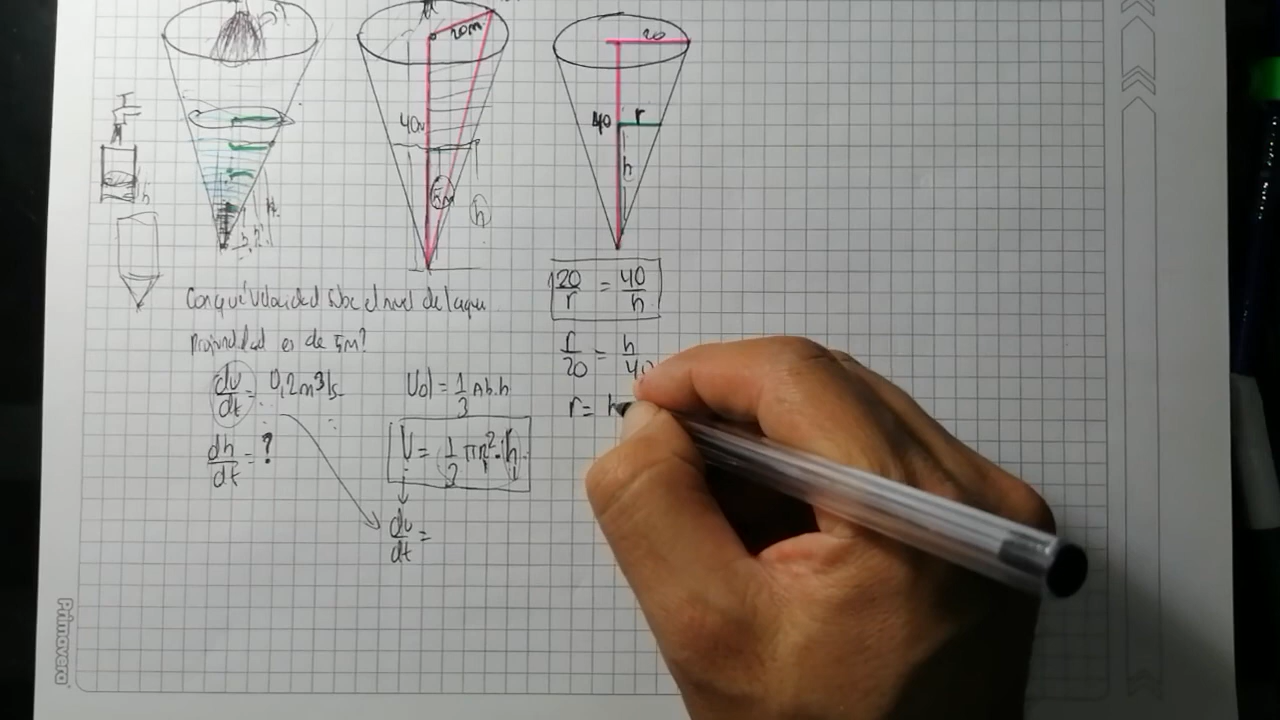 20m
40
5m
h
20
40
r
h
h
20/r = 40/h
Con qué velocidad sube el nivel del agua
profundidad es de 5m?
r/20 = h/40
dv/dt = 0,2m³/s
Vol = 1/3 Ab.h
r = h
dh/dt = ?
V = 1/3 πr²·h
dv/dt =
Primavera